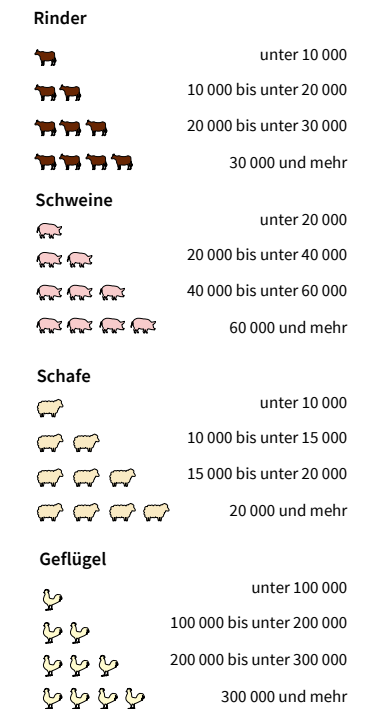 Rinder
unter 10 000
10 000 bis unter 20 000
20 000 bis unter 30 000
30 000 und mehr
Schweine
unter 20 000
20 000 bis unter 40 000
40 000 bis unter 60 000
60 000 und mehr
Schafe
unter 10 000
10 000 bis unter 15 000
15 000 bis unter 20 000
20 000 und mehr
Geflügel
unter 100 000
100 000 bis unter 200 000
200 000 bis unter 300 000
300 000 und mehr